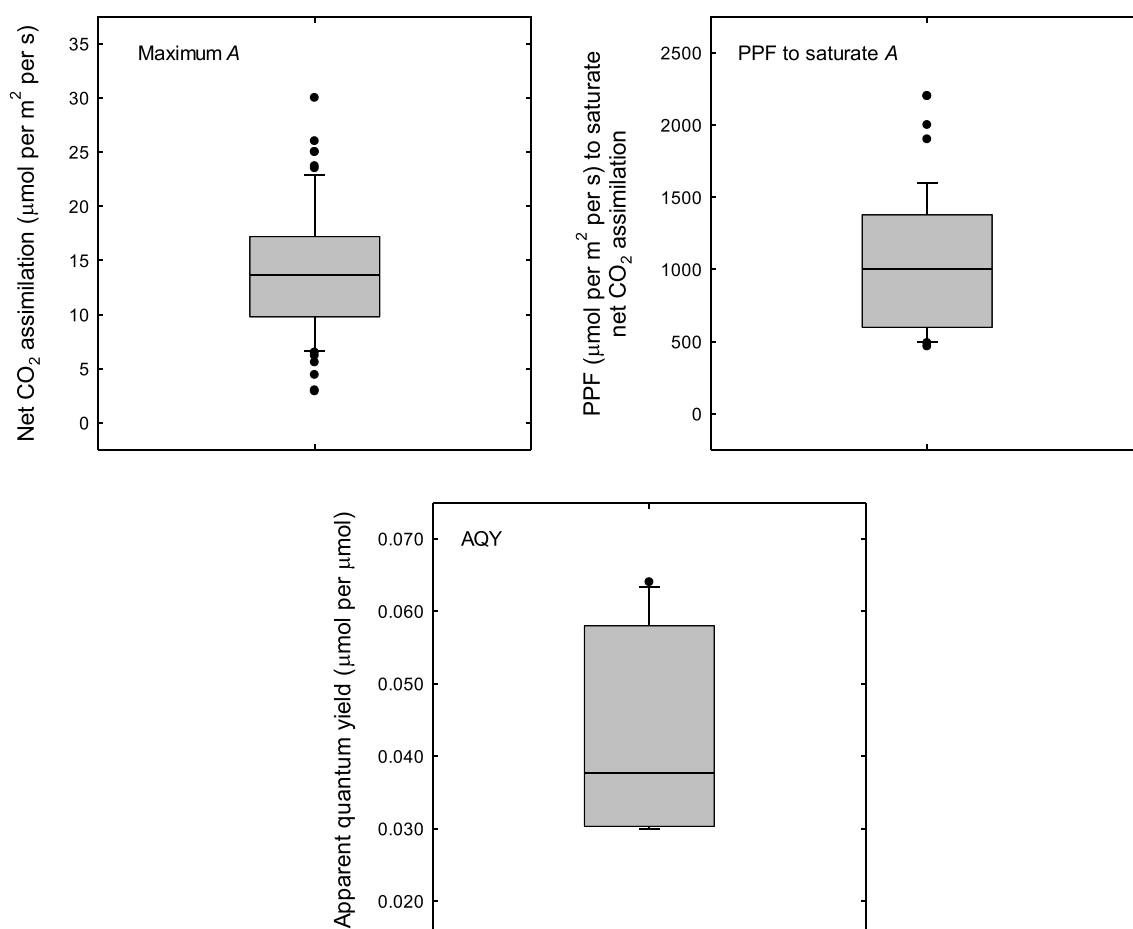 Net CO2 assimilation (μmol per m2 per s)
35
30
25
20
15
10
5
0
Maximum A
PPF (μmol per m2 per s) to saturate
net CO2 assimilation
2500
2000
1500
1000
500
0
PPF to saturate A
Apparent quantum yield (μmol per μmol)
0.070
0.060
0.050
0.040
0.030
0.020
AQY